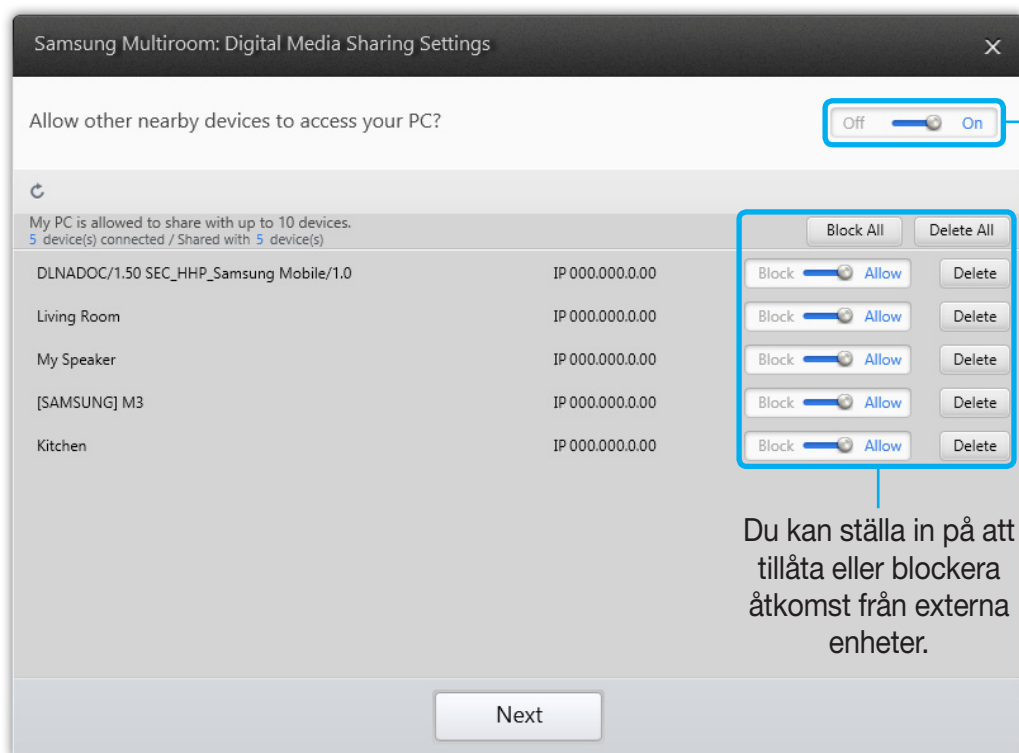 Samsung Multiroom: Digital Media Sharing Settings
Allow other nearby devices to access your PC?
Off On
My PC is allowed to share with up to 10 devices.
5 device(s) connected / Shared with 5 device(s)
Block All Delete All
DLNADOC/1.50 SEC_HHP_Samsung Mobile/1.0 IP 000.000.0.00 Block Allow Delete
Living Room IP 000.000.0.00 Block Allow Delete
My Speaker IP 000.000.0.00 Block Allow Delete
[SAMSUNG] M3 IP 000.000.0.00 Block Allow Delete
Kitchen IP 000.000.0.00 Block Allow Delete
Du kan ställa in på att
tillåta eller blockera
åtkomst från externa
enheter.
Next